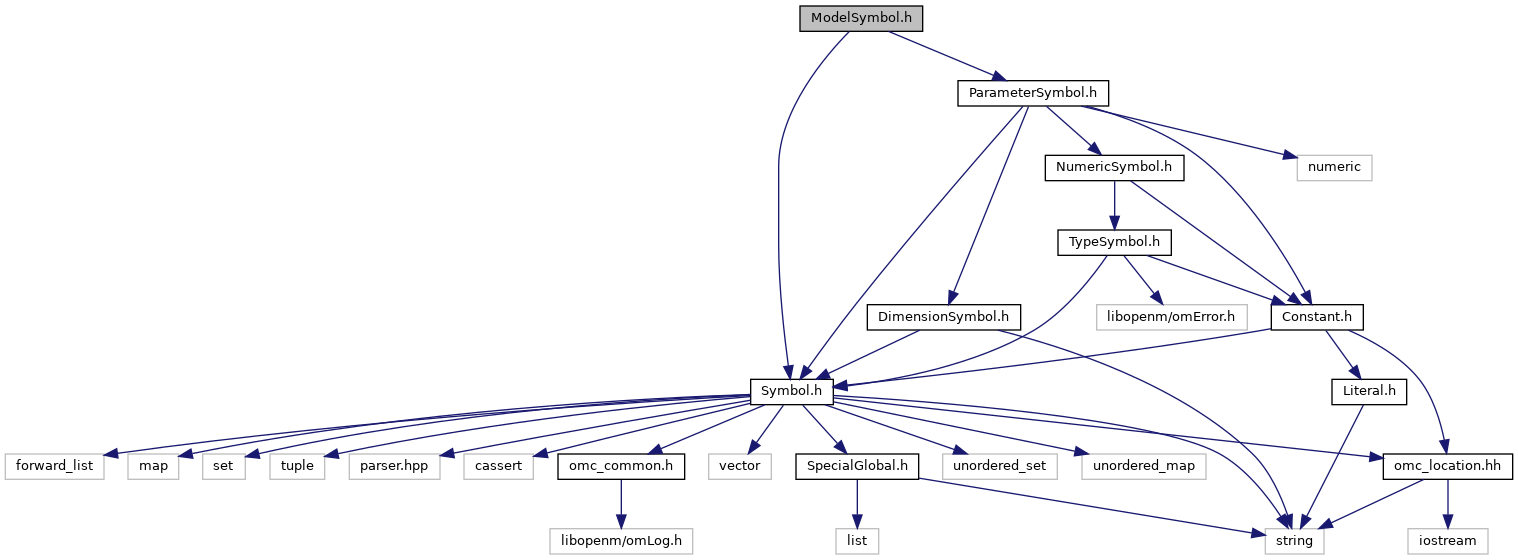 ModelSymbol.h
ParameterSymbol.h
NumericSymbol.h
numeric
TypeSymbol.h
DimensionSymbol.h
libopenm/omError.h
Constant.h
Symbol.h
Literal.h
forward_list
map
set
tuple
parser.hpp
cassert
omc_common.h
vector
SpecialGlobal.h
unordered_set
unordered_map
omc_location.hh
libopenm/omLog.h
list
string
iostream